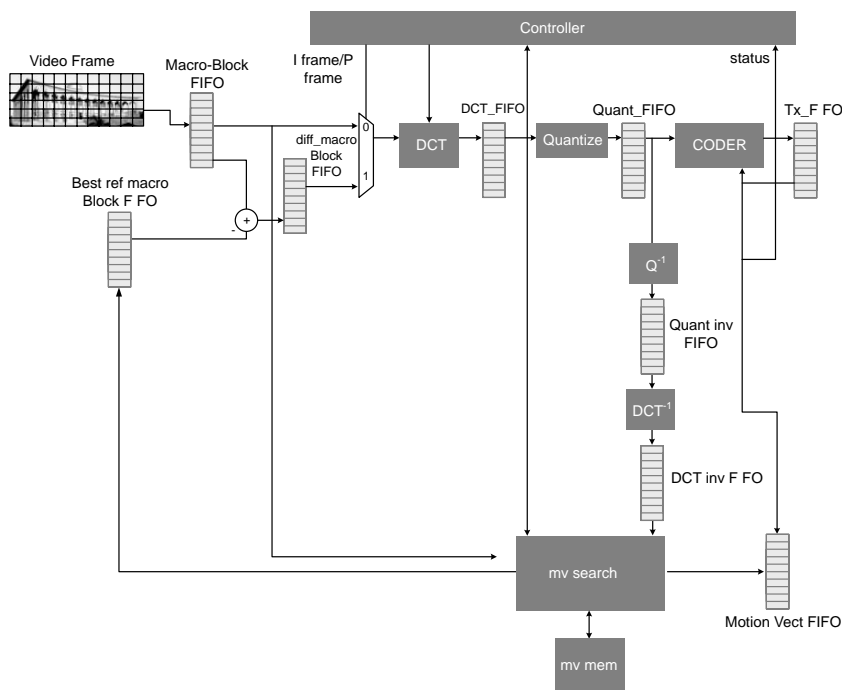 Controller
Video Frame
Macro-Block
FIFO
I frame/P
frame
status
DCT_FIFO
Quant_FIFO
Tx_F FO
diff_macro
Block
FIFO
0
1
DCT
Quantize
CODER
Best ref macro
Block F FO
+
-
Q-1
Quant inv
FIFO
DCT-1
DCT inv F FO
mv search
Motion Vect FIFO
mv mem